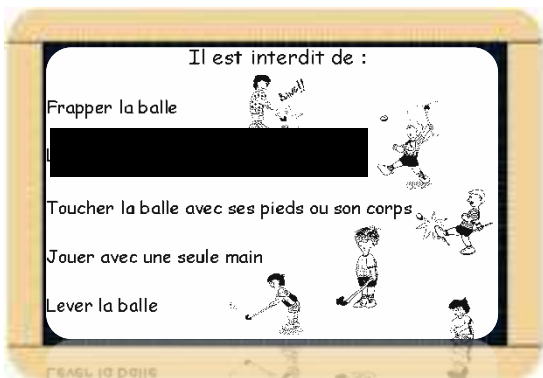 Il est interdit de :
Bing!!
Frapper la balle
Toucher la balle avec ses pieds ou son corps
Jouer avec une seule main
Lever la balle